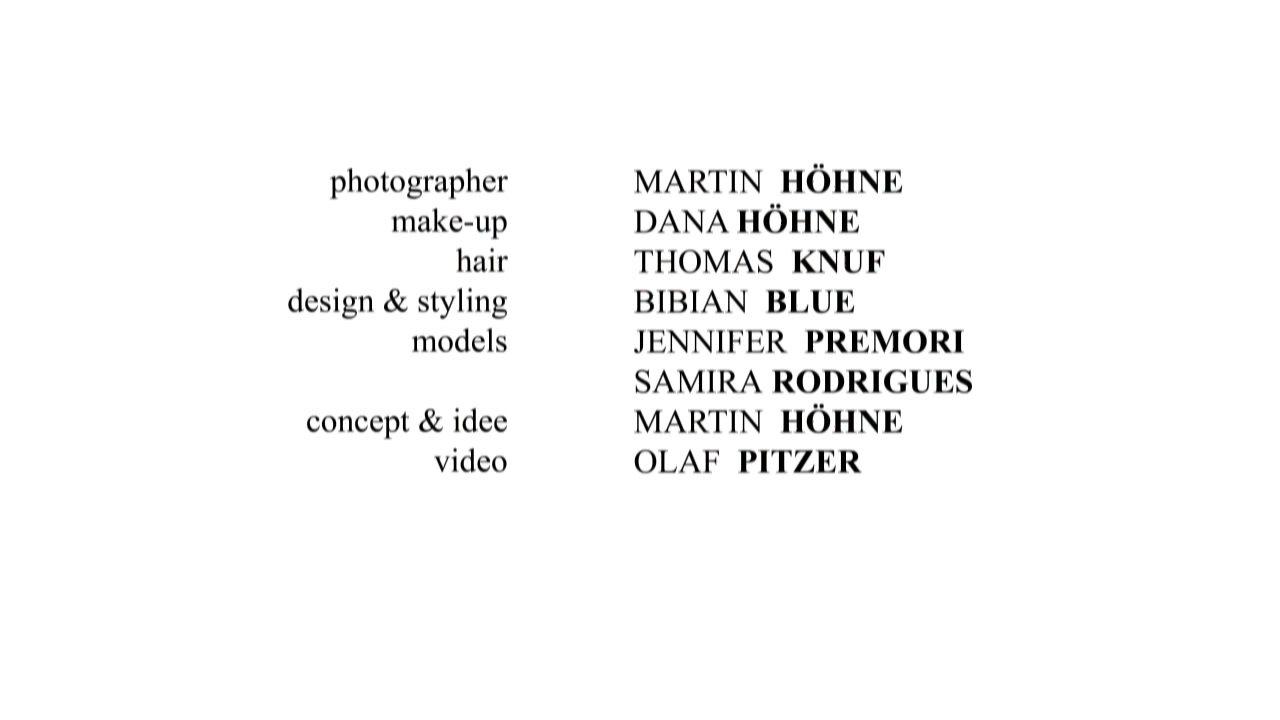 photographer MARTIN HÖHNE
make-up DANA HÖHNE
hair THOMAS KNUF
design & styling BIBIAN BLUE
models JENNIFER PREMORI
SAMIRA RODRIGUES
concept & idee MARTIN HÖHNE
video OLAF PITZER